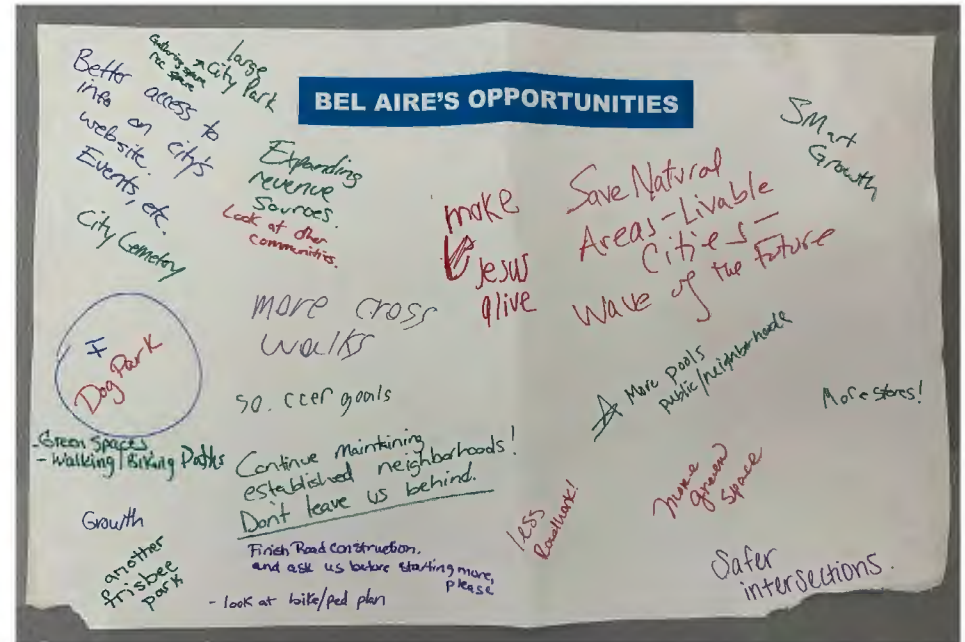 BEL AIRE'S OPPORTUNITIES
Better access to
info on city's
website.
Events, etc.
Gathering space
rec space
large
City Park
City Cemetery
Expanding
revenue
Sources.
Look at other
communities.
make
Jesus
alive
Save Natural
Areas-Livable
Cities-
Wave of the Future
SMart
Growth
more cross
walks
Dog Park
so. ccer goals
More pools
public/neighborhoods
More stores!
-Green Spaces
- Walking/Biking Paths
Continue Maintining
established neighborhoods!
Don't leave us behind.
Growth
another
frisbee
park
Finish Road construction.
and ask us before starting more,
please
- look at bike/ped plan
less
Roadwork!
more
green
space
Safer
intersections.